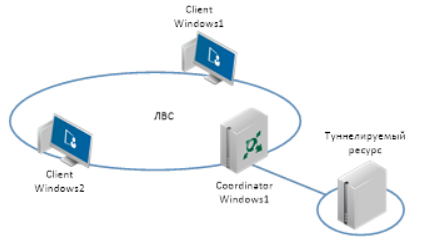 Client
Windows1
ЛВС
Туннелируемый
ресурс
Client
Windows2
Coordinator
Windows1